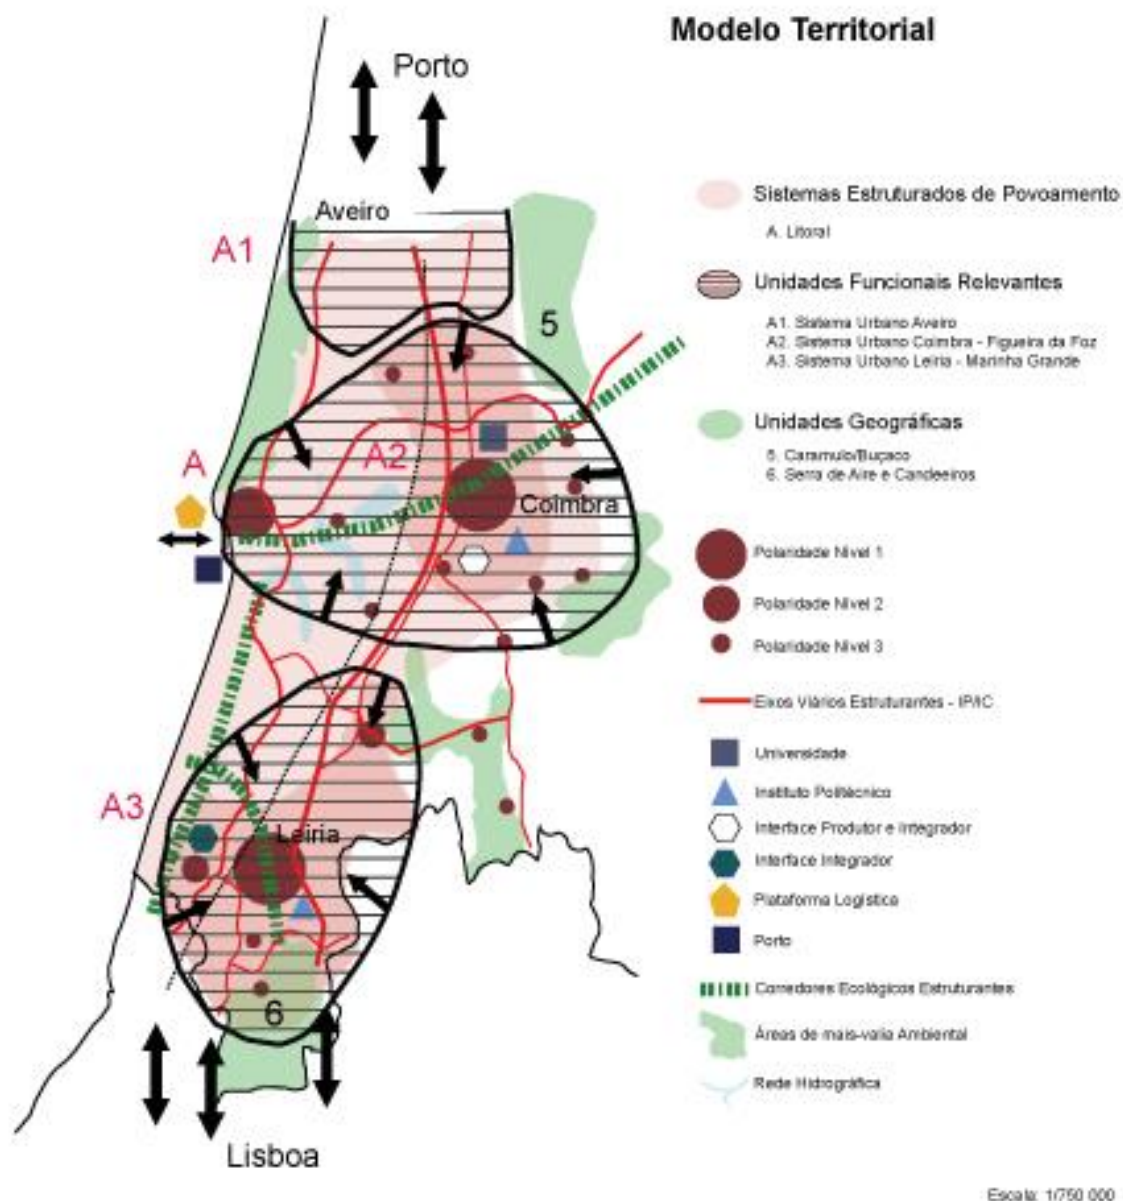 Modelo Territorial
Porto
Aveiro
A1
5
A2
A
Coimbra
A3
Leiria
6
Lisboa
Sistemas Estruturados de Povoamento
A. Litoral
Unidades Funcionais Relevantes
A1. Sistema Urbano Aveiro
A2. Sistema Urbano Coimbra - Figueira da Foz
A3. Sistema Urbano Leiria - Marinha Grande
Unidades Geográficas
5. Caramulo/Buçaco
6. Serra de Aire e Candeeiros
Polaridade Nível 1
Polaridade Nível 2
Polaridade Nível 3
Eixos Viários Estruturantes - IP/IC
Universidade
Instituto Politécnico
Interface Produtor e Integrador
Interface Integrador
Plataforma Logística
Porto
Corredores Ecológicos Estruturantes
Áreas de mais-valia Ambiental
Rede Hidrográfica
Escala: 1/750 000